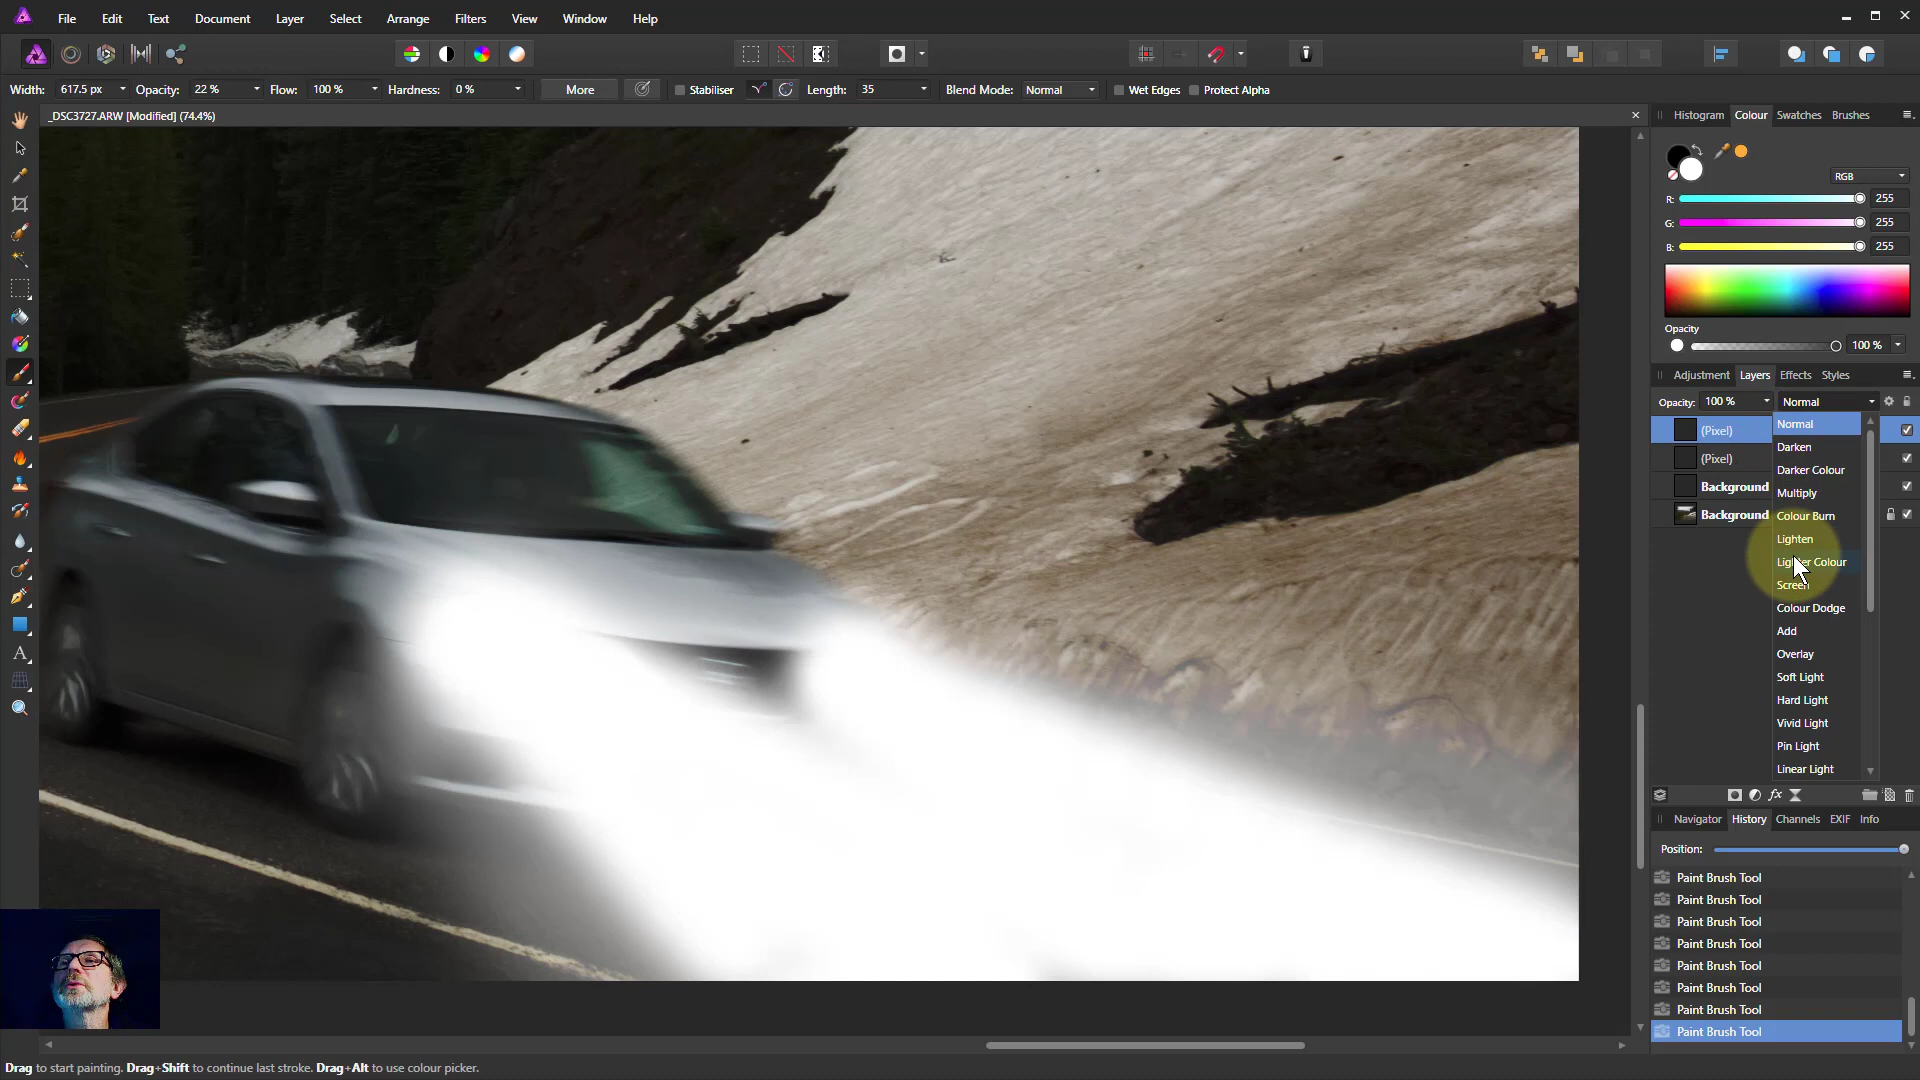 File Edit Text Document Layer Select Arrange Filters View Window Help
Width: 617.5 px Opacity: 22 % Flow: 100 % Hardness: 0 % More Stabiliser Length: 35 Blend Mode: Normal Wet Edges Protect Alpha
_DSC3727.ARW [Modified] (74.4%)
Histogram Colour Swatches Brushes
RGB
R: 255
G: 255
B: 255
Opacity
100 %
Adjustment Layers Effects Styles
Opacity: 100 % Normal
(Pixel)
(Pixel)
Background
Background
Normal
Darken
Darker Colour
Multiply
Colour Burn
Lighten
Lighter Colour
Screen
Colour Dodge
Add
Overlay
Soft Light
Hard Light
Vivid Light
Pin Light
Linear Light
fx
Navigator History Channels EXIF Info
Position:
Paint Brush Tool
Paint Brush Tool
Paint Brush Tool
Paint Brush Tool
Paint Brush Tool
Paint Brush Tool
Paint Brush Tool
Paint Brush Tool
Drag to start painting. Drag+Shift to continue last stroke. Drag+Alt to use colour picker.